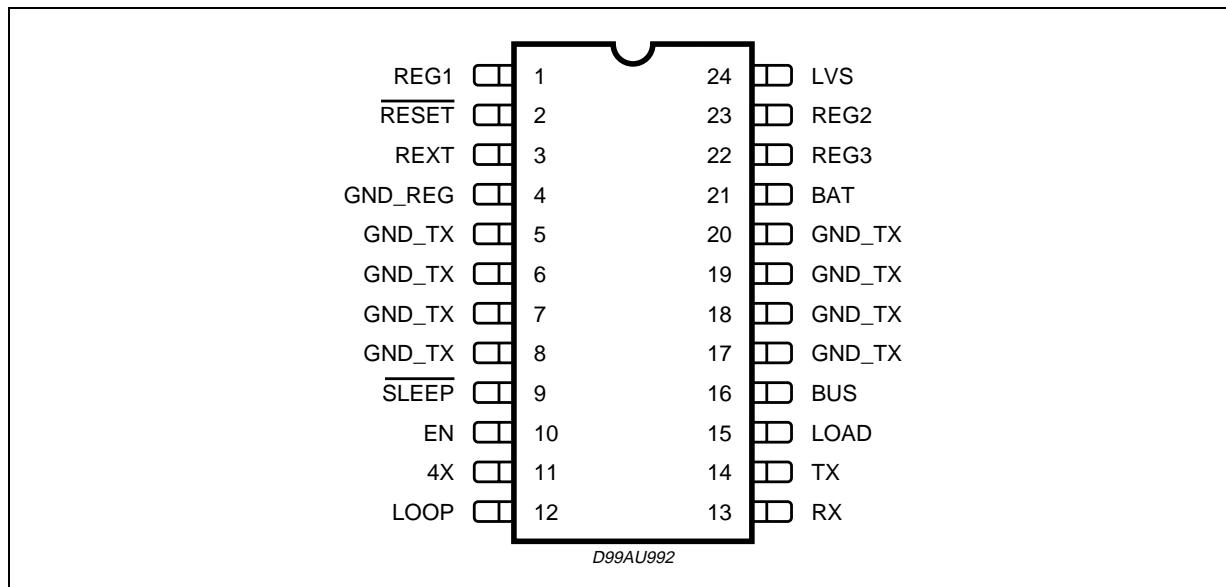 REG1 1 24 LVS
RESET 2 23 REG2
REXT 3 22 REG3
GND_REG 4 21 BAT
GND_TX 5 20 GND_TX
GND_TX 6 19 GND_TX
GND_TX 7 18 GND_TX
GND_TX 8 17 GND_TX
SLEEP 9 16 BUS
EN 10 15 LOAD
4X 11 14 TX
LOOP 12 13 RX
D99AU992